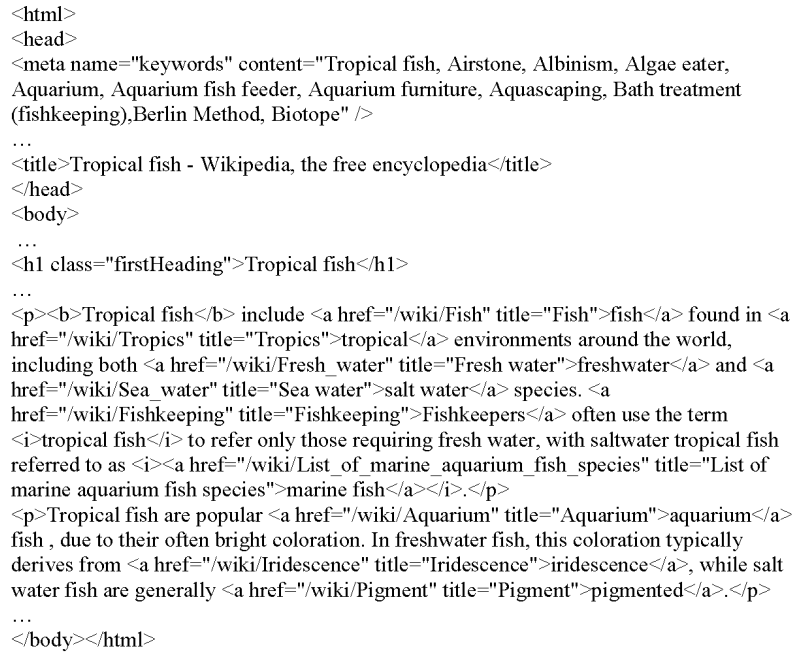 <html>
<head>
<meta name="keywords" content="Tropical fish, Airstone, Albinism, Algae eater,
Aquarium, Aquarium fish feeder, Aquarium furniture, Aquascaping, Bath treatment
(fishkeeping),Berlin Method, Biotope" />
…
<title>Tropical fish - Wikipedia, the free encyclopedia</title>
</head>
<body>
…
<h1 class="firstHeading">Tropical fish</h1>
…
<p><b>Tropical fish</b> include <a href="/wiki/Fish" title="Fish">fish</a> found in <a
href="/wiki/Tropics" title="Tropics">tropical</a> environments around the world,
including both <a href="/wiki/Fresh_water" title="Fresh water">freshwater</a> and <a
href="/wiki/Sea_water" title="Sea water">salt water</a> species. <a
href="/wiki/Fishkeeping" title="Fishkeeping">Fishkeepers</a> often use the term
<i>tropical fish</i> to refer only those requiring fresh water, with saltwater tropical fish
referred to as <i><a href="/wiki/List_of_marine_aquarium_fish_species" title="List of
marine aquarium fish species">marine fish</a></i>.</p>
<p>Tropical fish are popular <a href="/wiki/Aquarium" title="Aquarium">aquarium</a>
fish , due to their often bright coloration. In freshwater fish, this coloration typically
derives from <a href="/wiki/Iridescence" title="Iridescence">iridescence</a>, while salt
water fish are generally <a href="/wiki/Pigment" title="Pigment">pigmented</a>.</p>
…
</body></html>